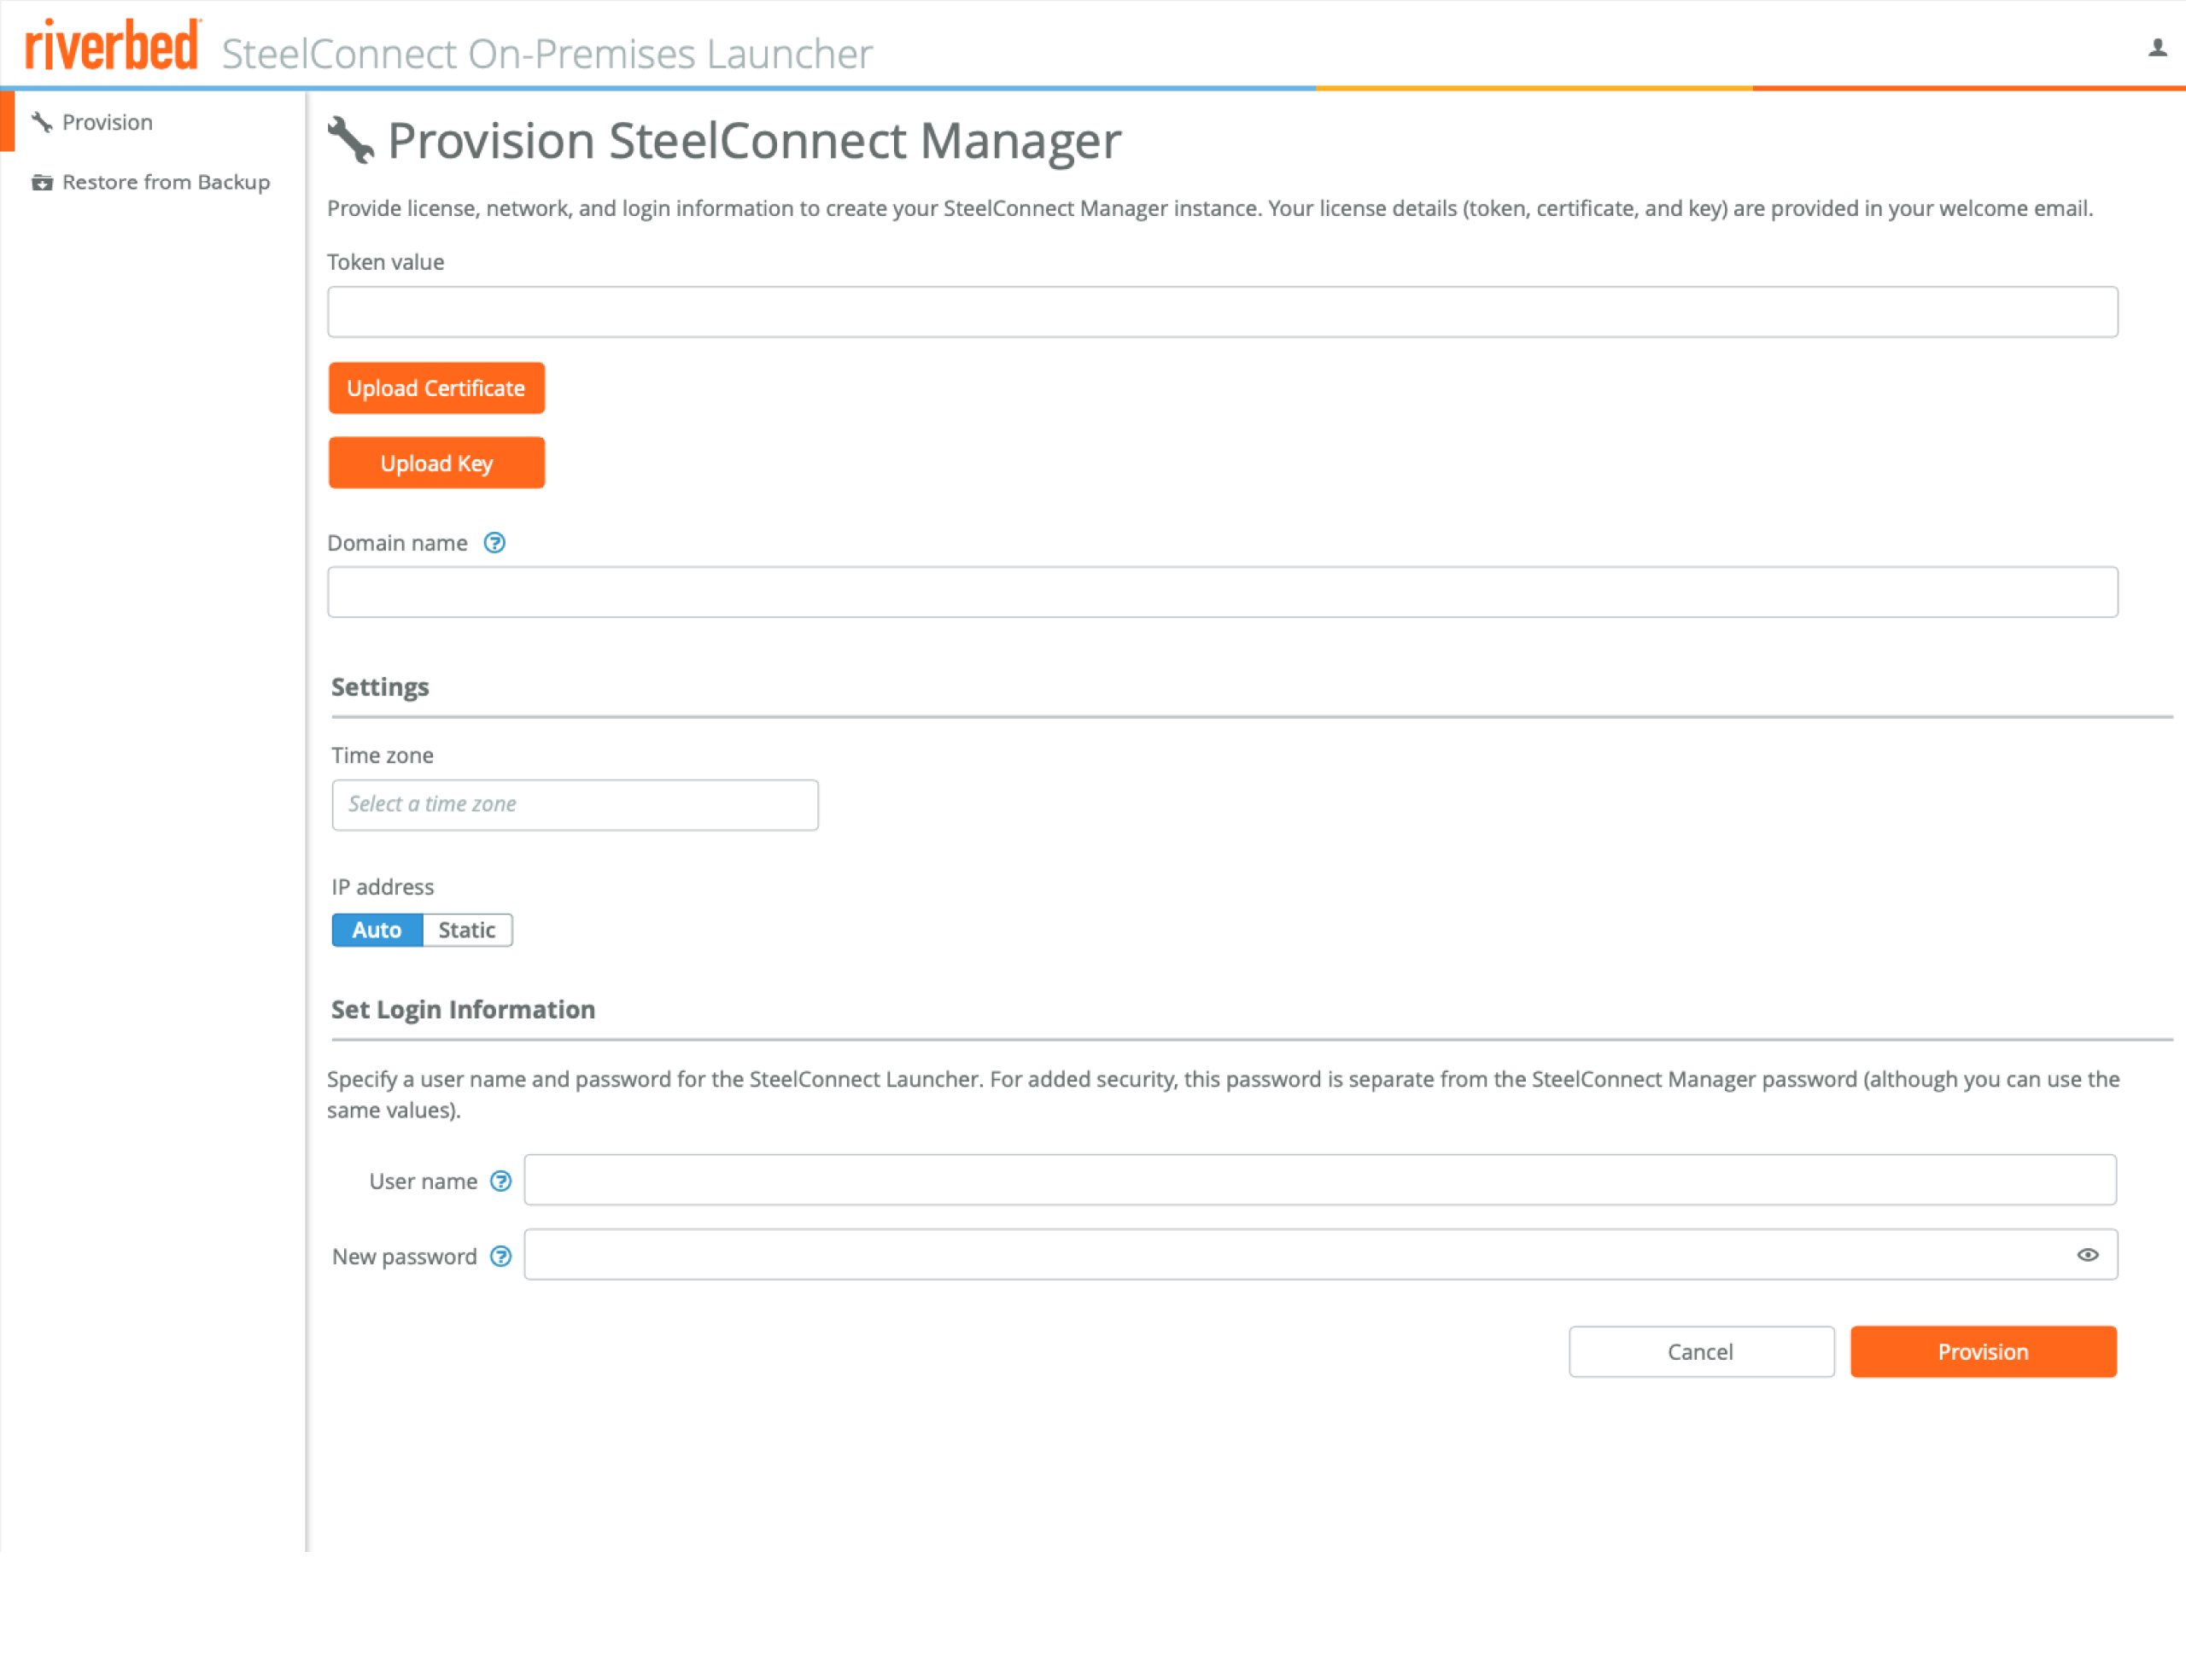 riverbed SteelConnect On-Premises Launcher
Provision
Restore from Backup
Provision SteelConnect Manager
Provide license, network, and login information to create your SteelConnect Manager instance. Your license details (token, certificate, and key) are provided in your welcome email.
Token value
Upload Certificate
Upload Key
Domain name ?
Settings
Time zone
Select a time zone
IP address
Auto Static
Set Login Information
Specify a user name and password for the SteelConnect Launcher. For added security, this password is separate from the SteelConnect Manager password (although you can use the
same values).
User name ?
New password ?
Cancel Provision